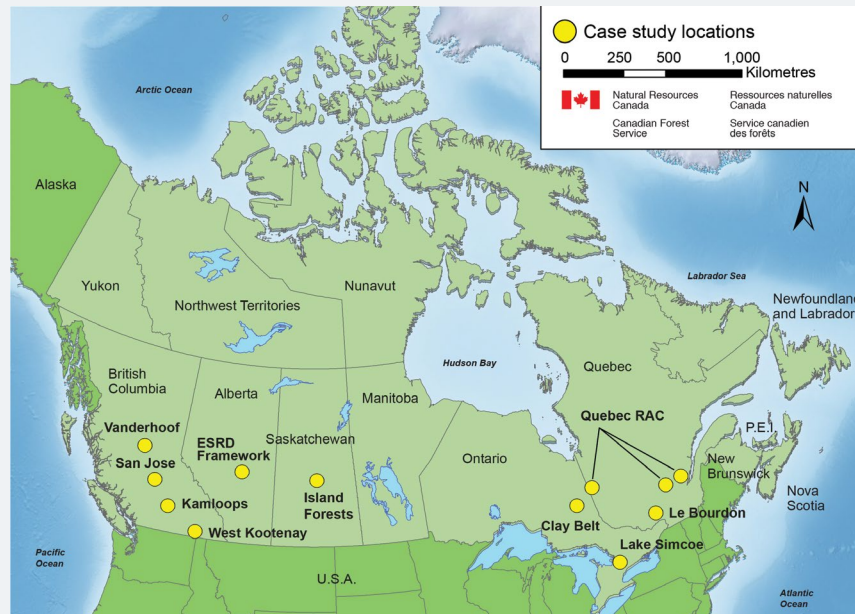 Case study locations
0 250 500 1,000
Kilometres
Natural Resources
Canada
Ressources naturelles
Canada
Canadian Forest
Service
Service canadien
des forêts
N
Arctic Ocean
Alaska
Yukon
Northwest Territories
Nunavut
Labrador Sea
Newfoundland
and Labrador
Hudson Bay
British
Columbia
Alberta
Saskatchewan
Manitoba
Ontario
Quebec
Vanderhoof
San Jose
Kamloops
West Kootenay
ESRD
Framework
Island
Forests
Quebec RAC
P.E.I.
New
Brunswick
Nova
Scotia
Clay Belt
Le Bourdon
Lake Simcoe
Pacific
Ocean
U.S.A.
Atlantic
Ocean